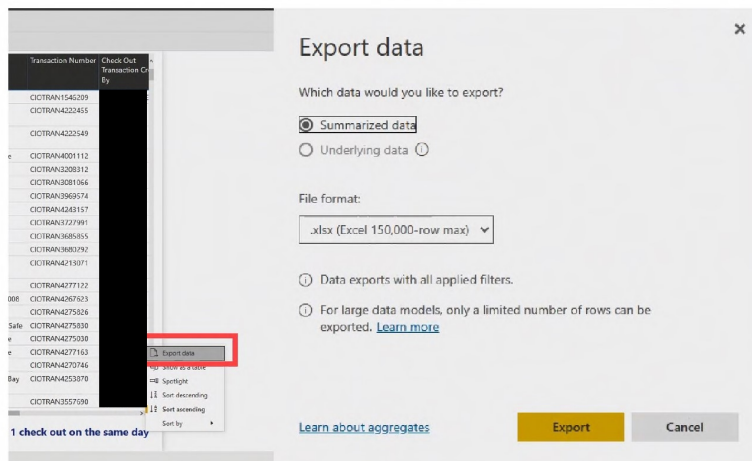 Transaction Number
Check Out
Transaction Cr
By
CIOTRAN1546209
CIOTRAN4222455
CIOTRAN4222549
e CIOTRAN4001112
CIOTRAN3208312
CIOTRAN3081066
CIOTRAN3969574
CIOTRAN4243157
CIOTRAN3727991
CIOTRAN3685855
CIOTRAN3680292
CIOTRAN4213071
CIOTRAN4277122
008 CIOTRAN4267623
CIOTRAN4275826
Safe CIOTRAN4275830
CIOTRAN4275030
e CIOTRAN4277163
CIOTRAN4270746
Bay CIOTRAN4253870
CIOTRAN3557690
1 check out on the same day
Export data
Show as a table
Spotlight
Sort descending
Sort ascending
Sort by
Export data
Which data would you like to export?
Summarized data
Underlying data
File format:
.xlsx (Excel 150,000-row max)
Data exports with all applied filters.
For large data models, only a limited number of rows can be
exported. Learn more
Learn about aggregates
Export
Cancel